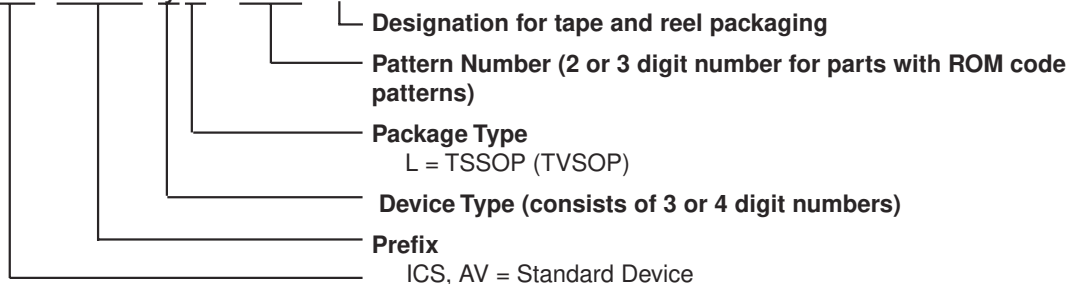 Designation for tape and reel packaging
Pattern Number (2 or 3 digit number for parts with ROM code
patterns)
Package Type
L = TSSOP (TVSOP)
Device Type (consists of 3 or 4 digit numbers)
Prefix
ICS, AV = Standard Device